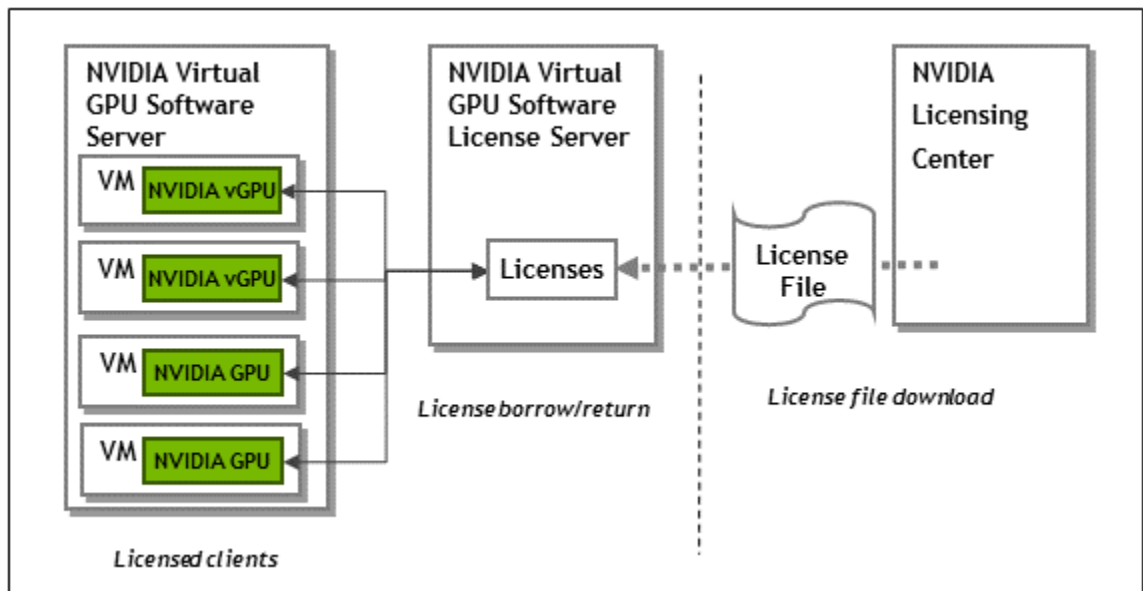 NVIDIA Virtual
GPU Software
Server
VM
NVIDIA vGPU
VM
NVIDIA vGPU
VM
NVIDIA GPU
VM
NVIDIA GPU
Licensed clients
NVIDIA Virtual
GPU Software
License Server
Licenses
License borrow/return
License
File
License file download
NVIDIA
Licensing
Center